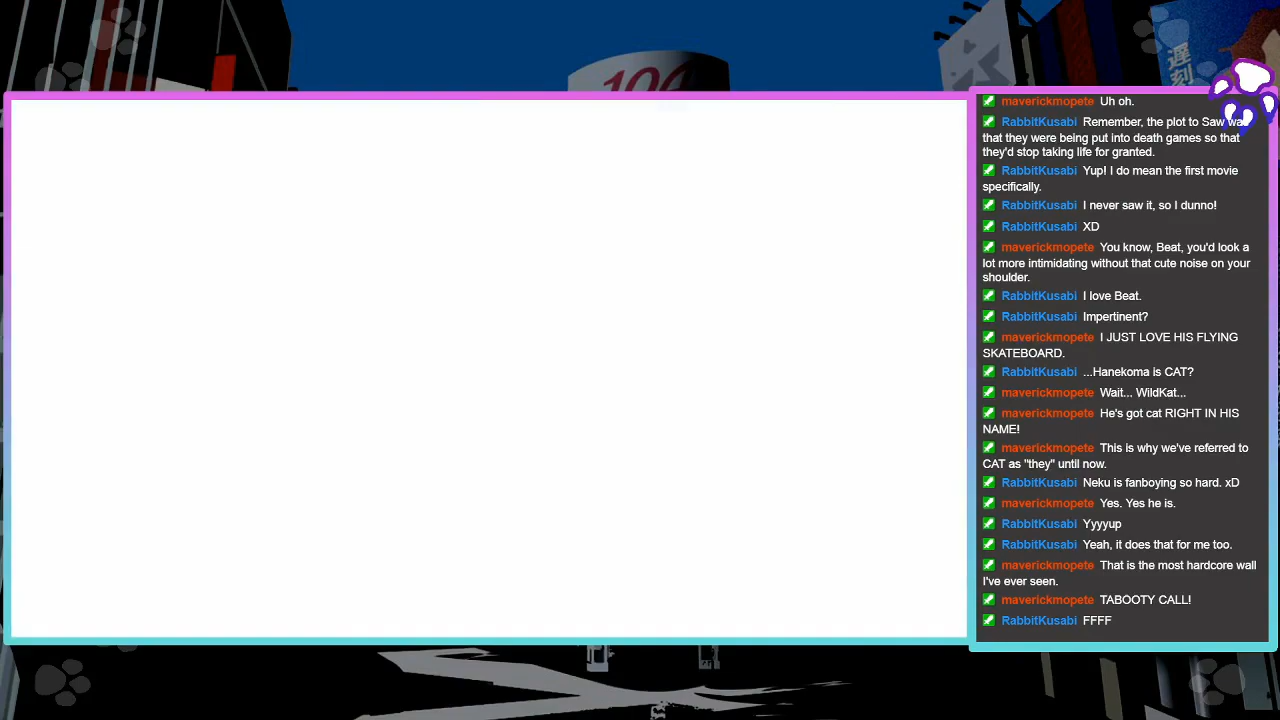 106
遅刻
maverickmopete Uh oh.
RabbitKusabi Remember, the plot to Saw was
that they were being put into death games so that
they'd stop taking life for granted.
RabbitKusabi Yup! I do mean the first movie
specifically.
RabbitKusabi I never saw it, so I dunno!
RabbitKusabi XD
maverickmopete You know, Beat, you'd look a
lot more intimidating without that cute noise on your
shoulder.
RabbitKusabi I love Beat.
RabbitKusabi Impertinent?
maverickmopete I JUST LOVE HIS FLYING
SKATEBOARD.
RabbitKusabi ...Hanekoma is CAT?
maverickmopete Wait... WildKat...
maverickmopete He's got cat RIGHT IN HIS
NAME!
maverickmopete This is why we've referred to
CAT as "they" until now.
RabbitKusabi Neku is fanboying so hard. xD
maverickmopete Yes. Yes he is.
RabbitKusabi Yyyyup
RabbitKusabi Yeah, it does that for me too.
maverickmopete That is the most hardcore wall
I've ever seen.
maverickmopete TABOOTY CALL!
RabbitKusabi FFFF